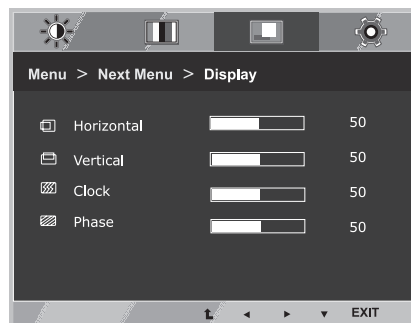 Menu > Next Menu > Display
Horizontal 50
Vertical 50
Clock 50
Phase 50
EXIT